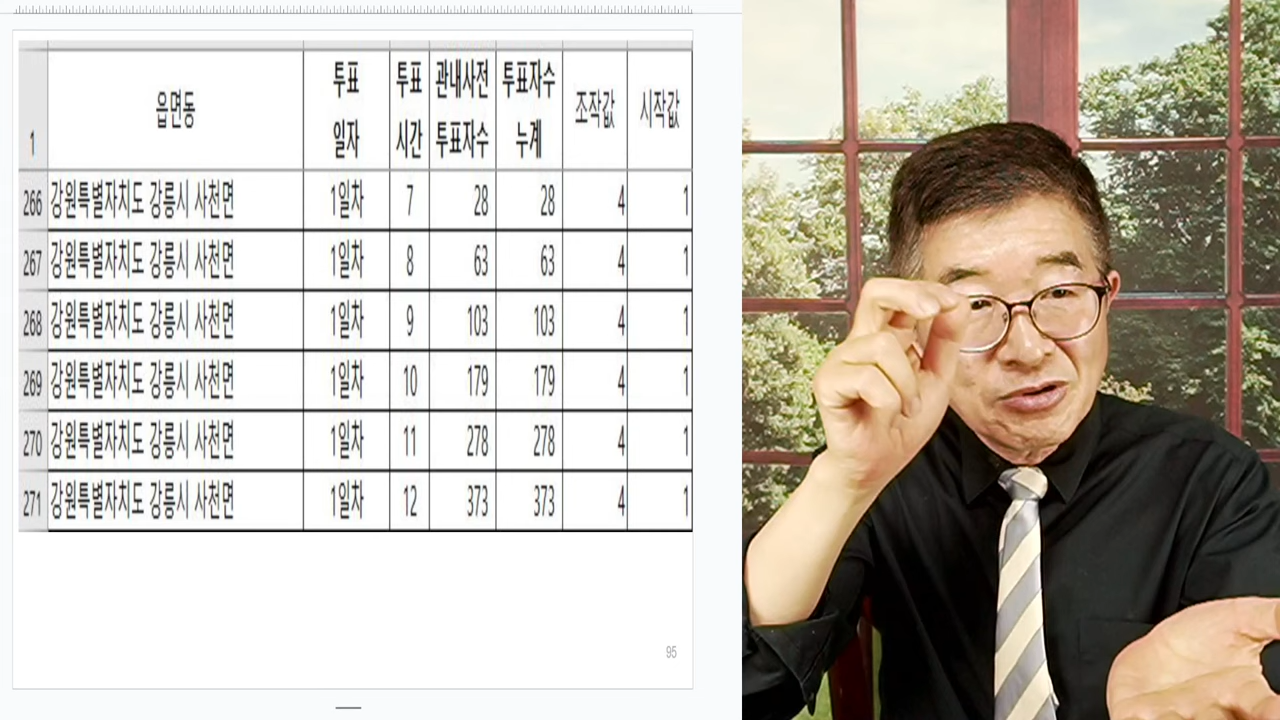 1 읍면동 투표 일자 투표 시간 관내사전 투표자수 투표자수 누계 조작값 시작값
266 강원특별자치도 강릉시 사천면 1일차 7 28 28 4 1
267 강원특별자치도 강릉시 사천면 1일차 8 63 63 4 1
268 강원특별자치도 강릉시 사천면 1일차 9 103 103 4 1
269 강원특별자치도 강릉시 사천면 1일차 10 179 179 4 1
270 강원특별자치도 강릉시 사천면 1일차 11 278 278 4 1
271 강원특별자치도 강릉시 사천면 1일차 12 373 373 4 1
95